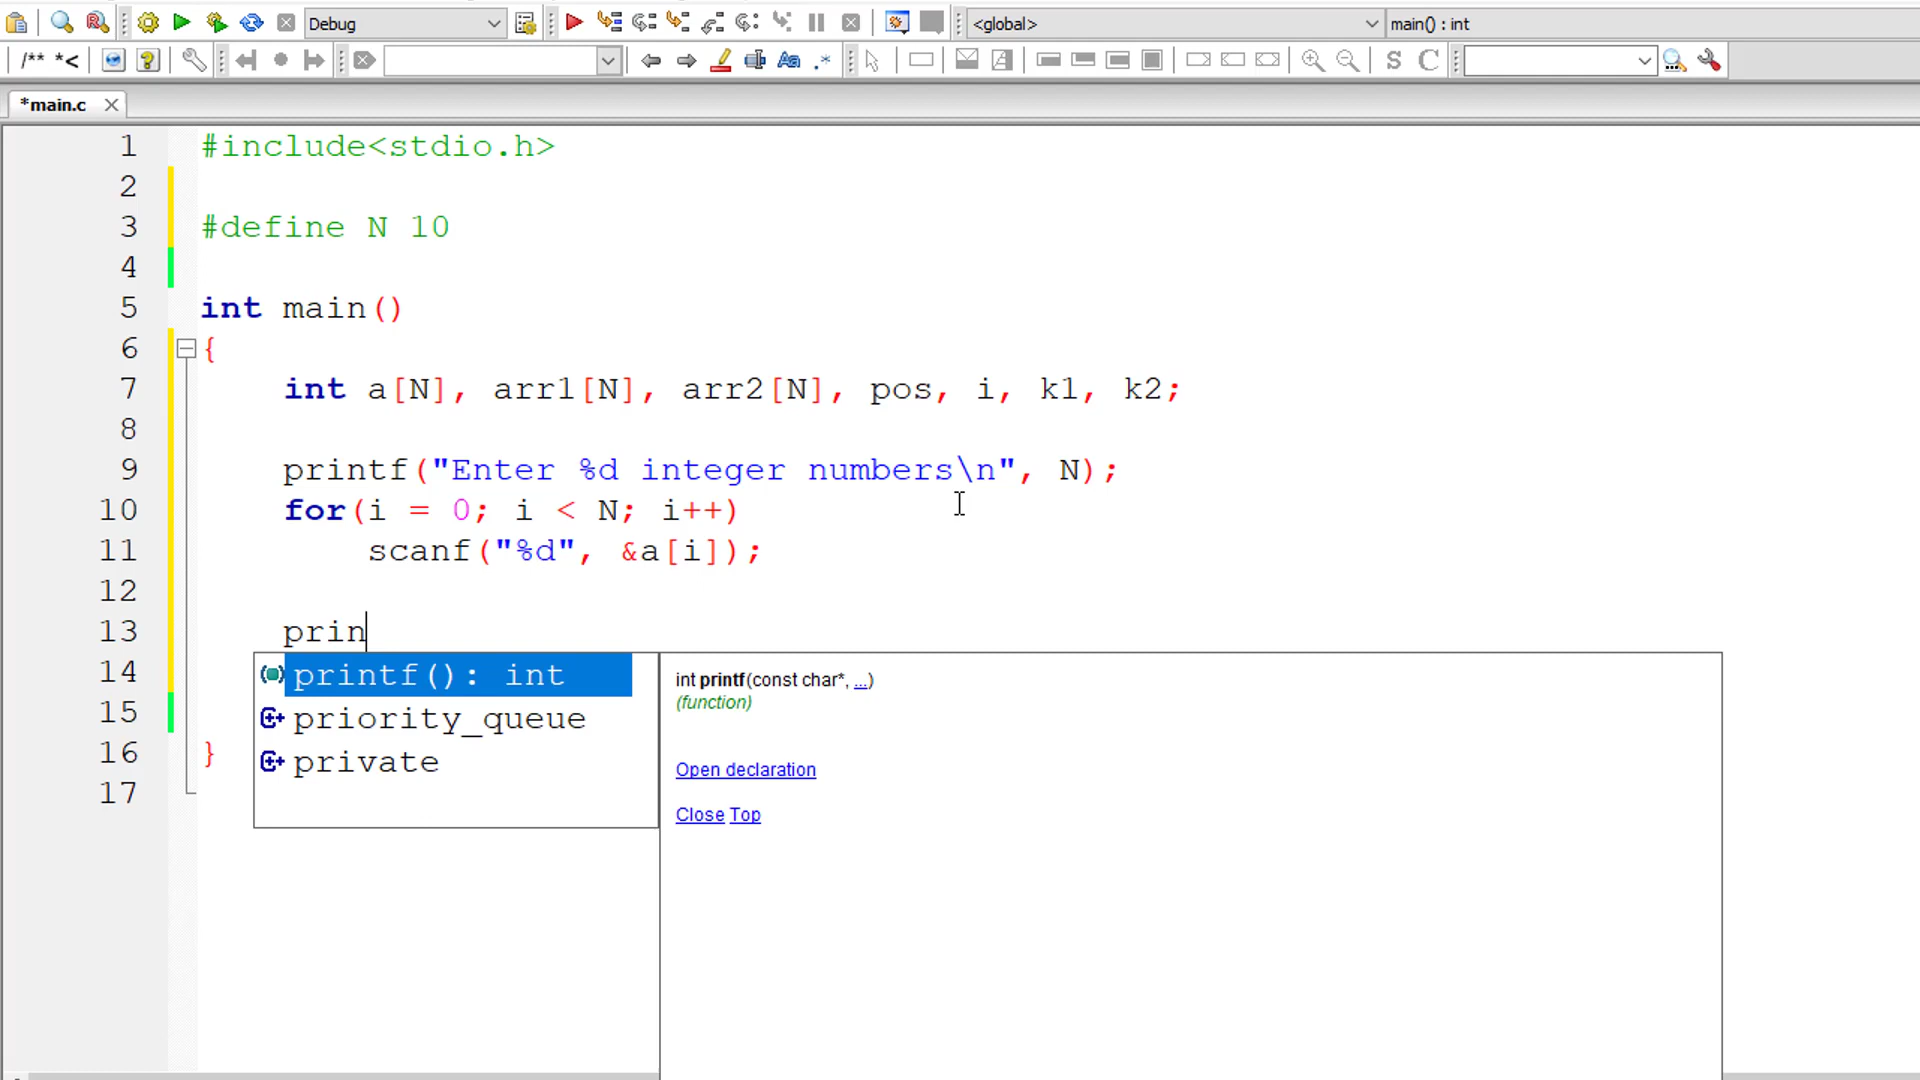 Debug
<global>
main() : int
/** *<
Aa .* S C
*main.c
1 #include<stdio.h>
2
3 #define N 10
4
5 int main()
6 {
7 int a[N], arr1[N], arr2[N], pos, i, k1, k2;
8
9 printf("Enter %d integer numbers\n", N);
10 for(i = 0; i < N; i++)
11 scanf("%d", &a[i]);
12
13 prin
14 printf(): int
int printf(const char*, ...)
(function)
15 priority_queue
16 } private
Open declaration
17
Close Top